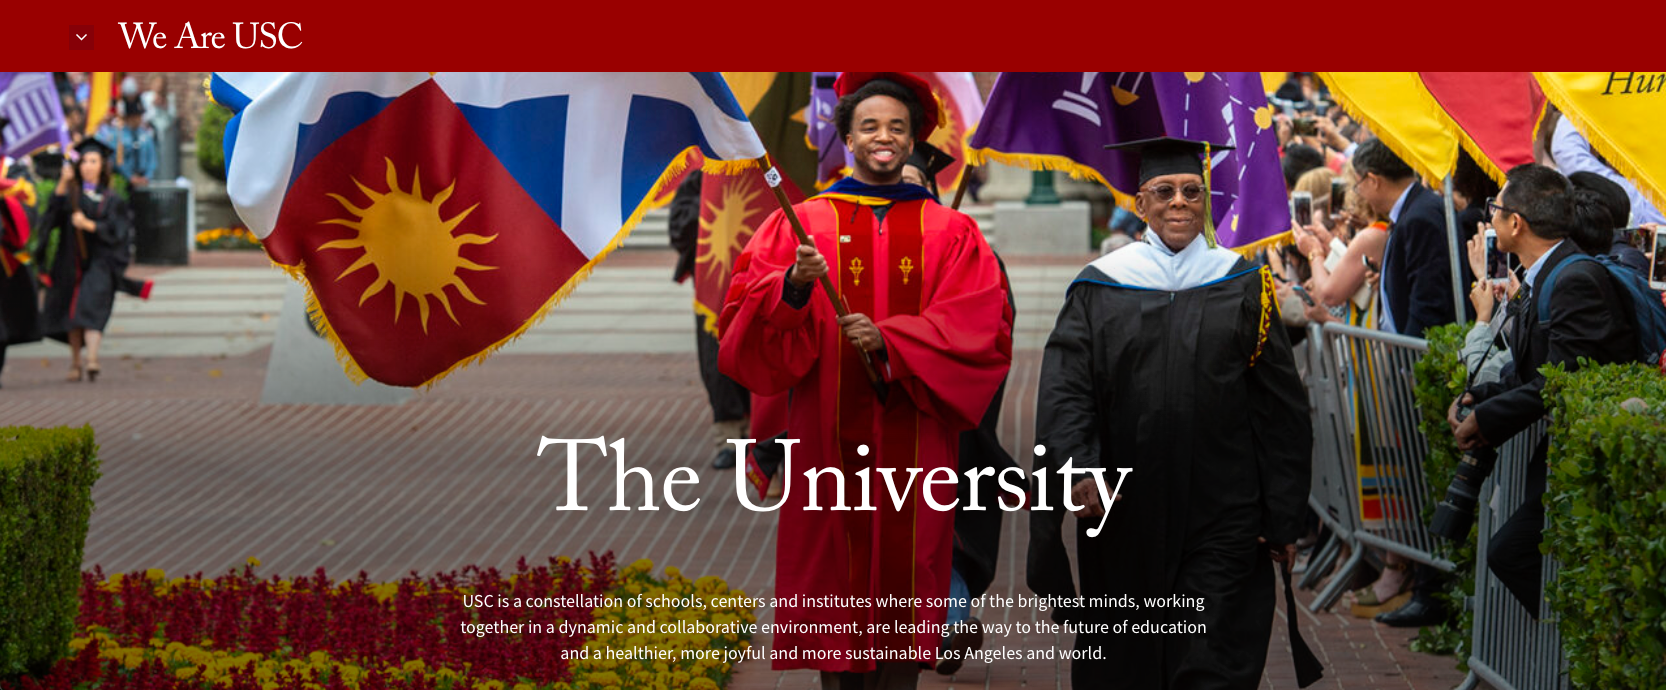 We Are USC
The University
USC is a constellation of schools, centers and institutes where some of the brightest minds, working
together in a dynamic and collaborative environment, are leading the way to the future of education
and a healthier, more joyful and more sustainable Los Angeles and world.